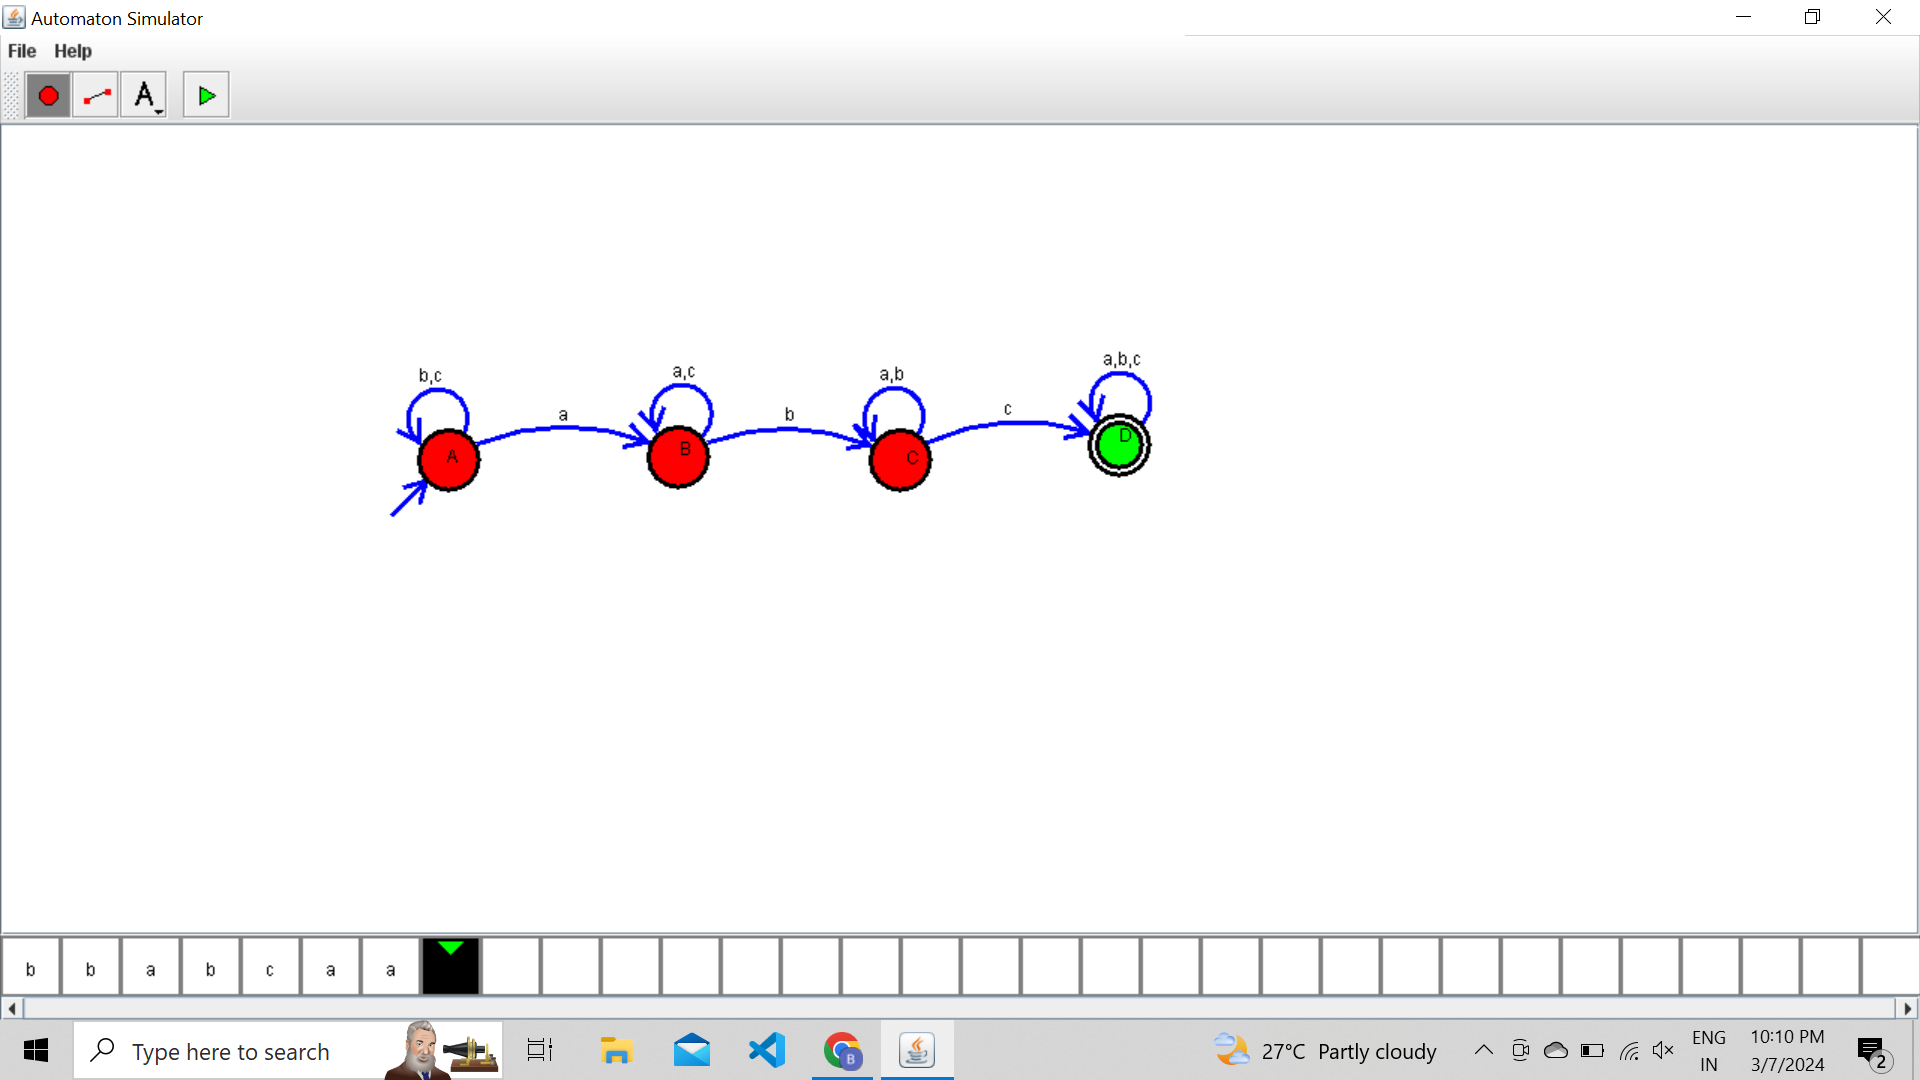 Automaton Simulator
File Help
A
a,b,c
b,c
a,c
a,b
a
b
c
A
B
C
D
b b a b c a a
Type here to search
B
27°C Partly cloudy
ENG
IN
10:10 PM
3/7/2024
2